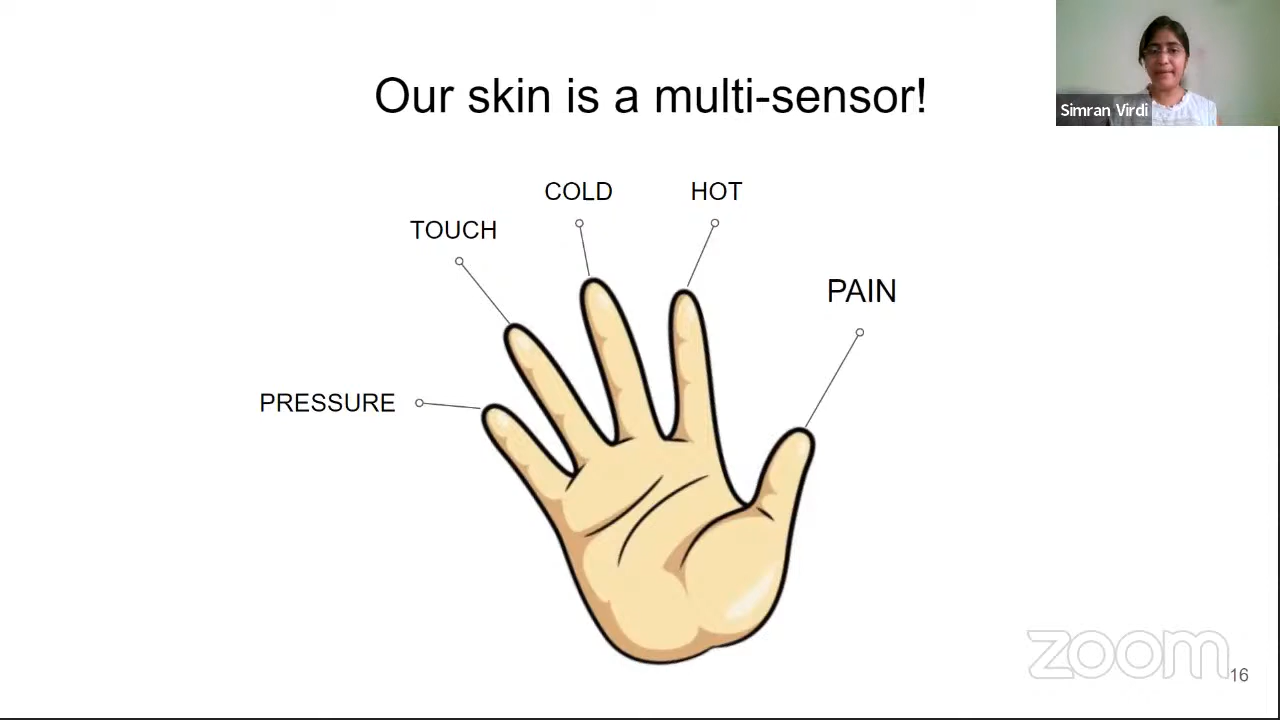 Our skin is a multi-sensor!
Simran Virdi
COLD
HOT
TOUCH
PAIN
PRESSURE
zoom
16